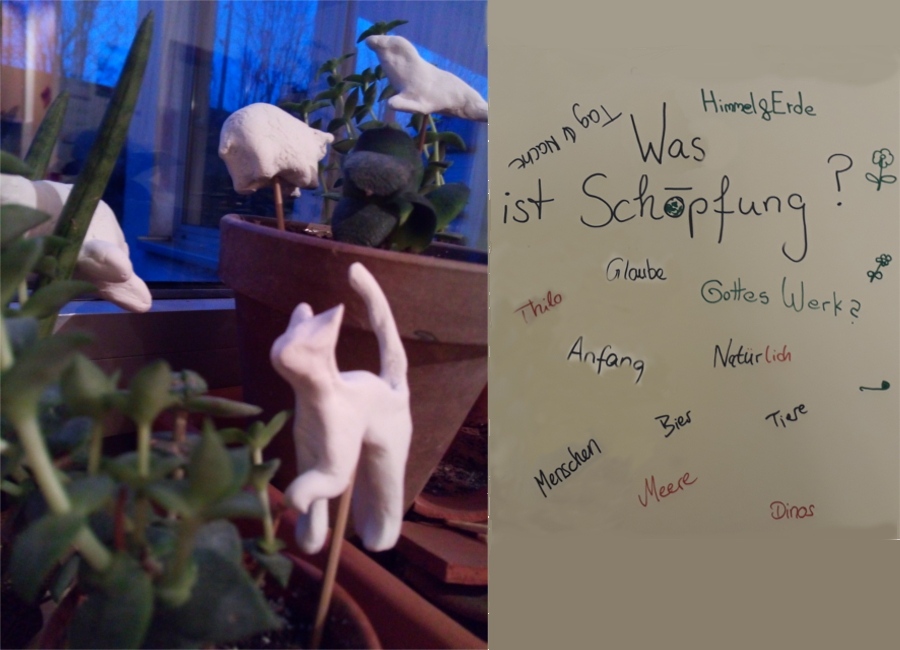 Himmel&Erde
Tag u Nacht
Was
ist Schöpfung ?
Glaube
Gottes Werk?
Thilo
Anfang
Natürlich
Bier
Tiere
Menschen
Meere
Dinos